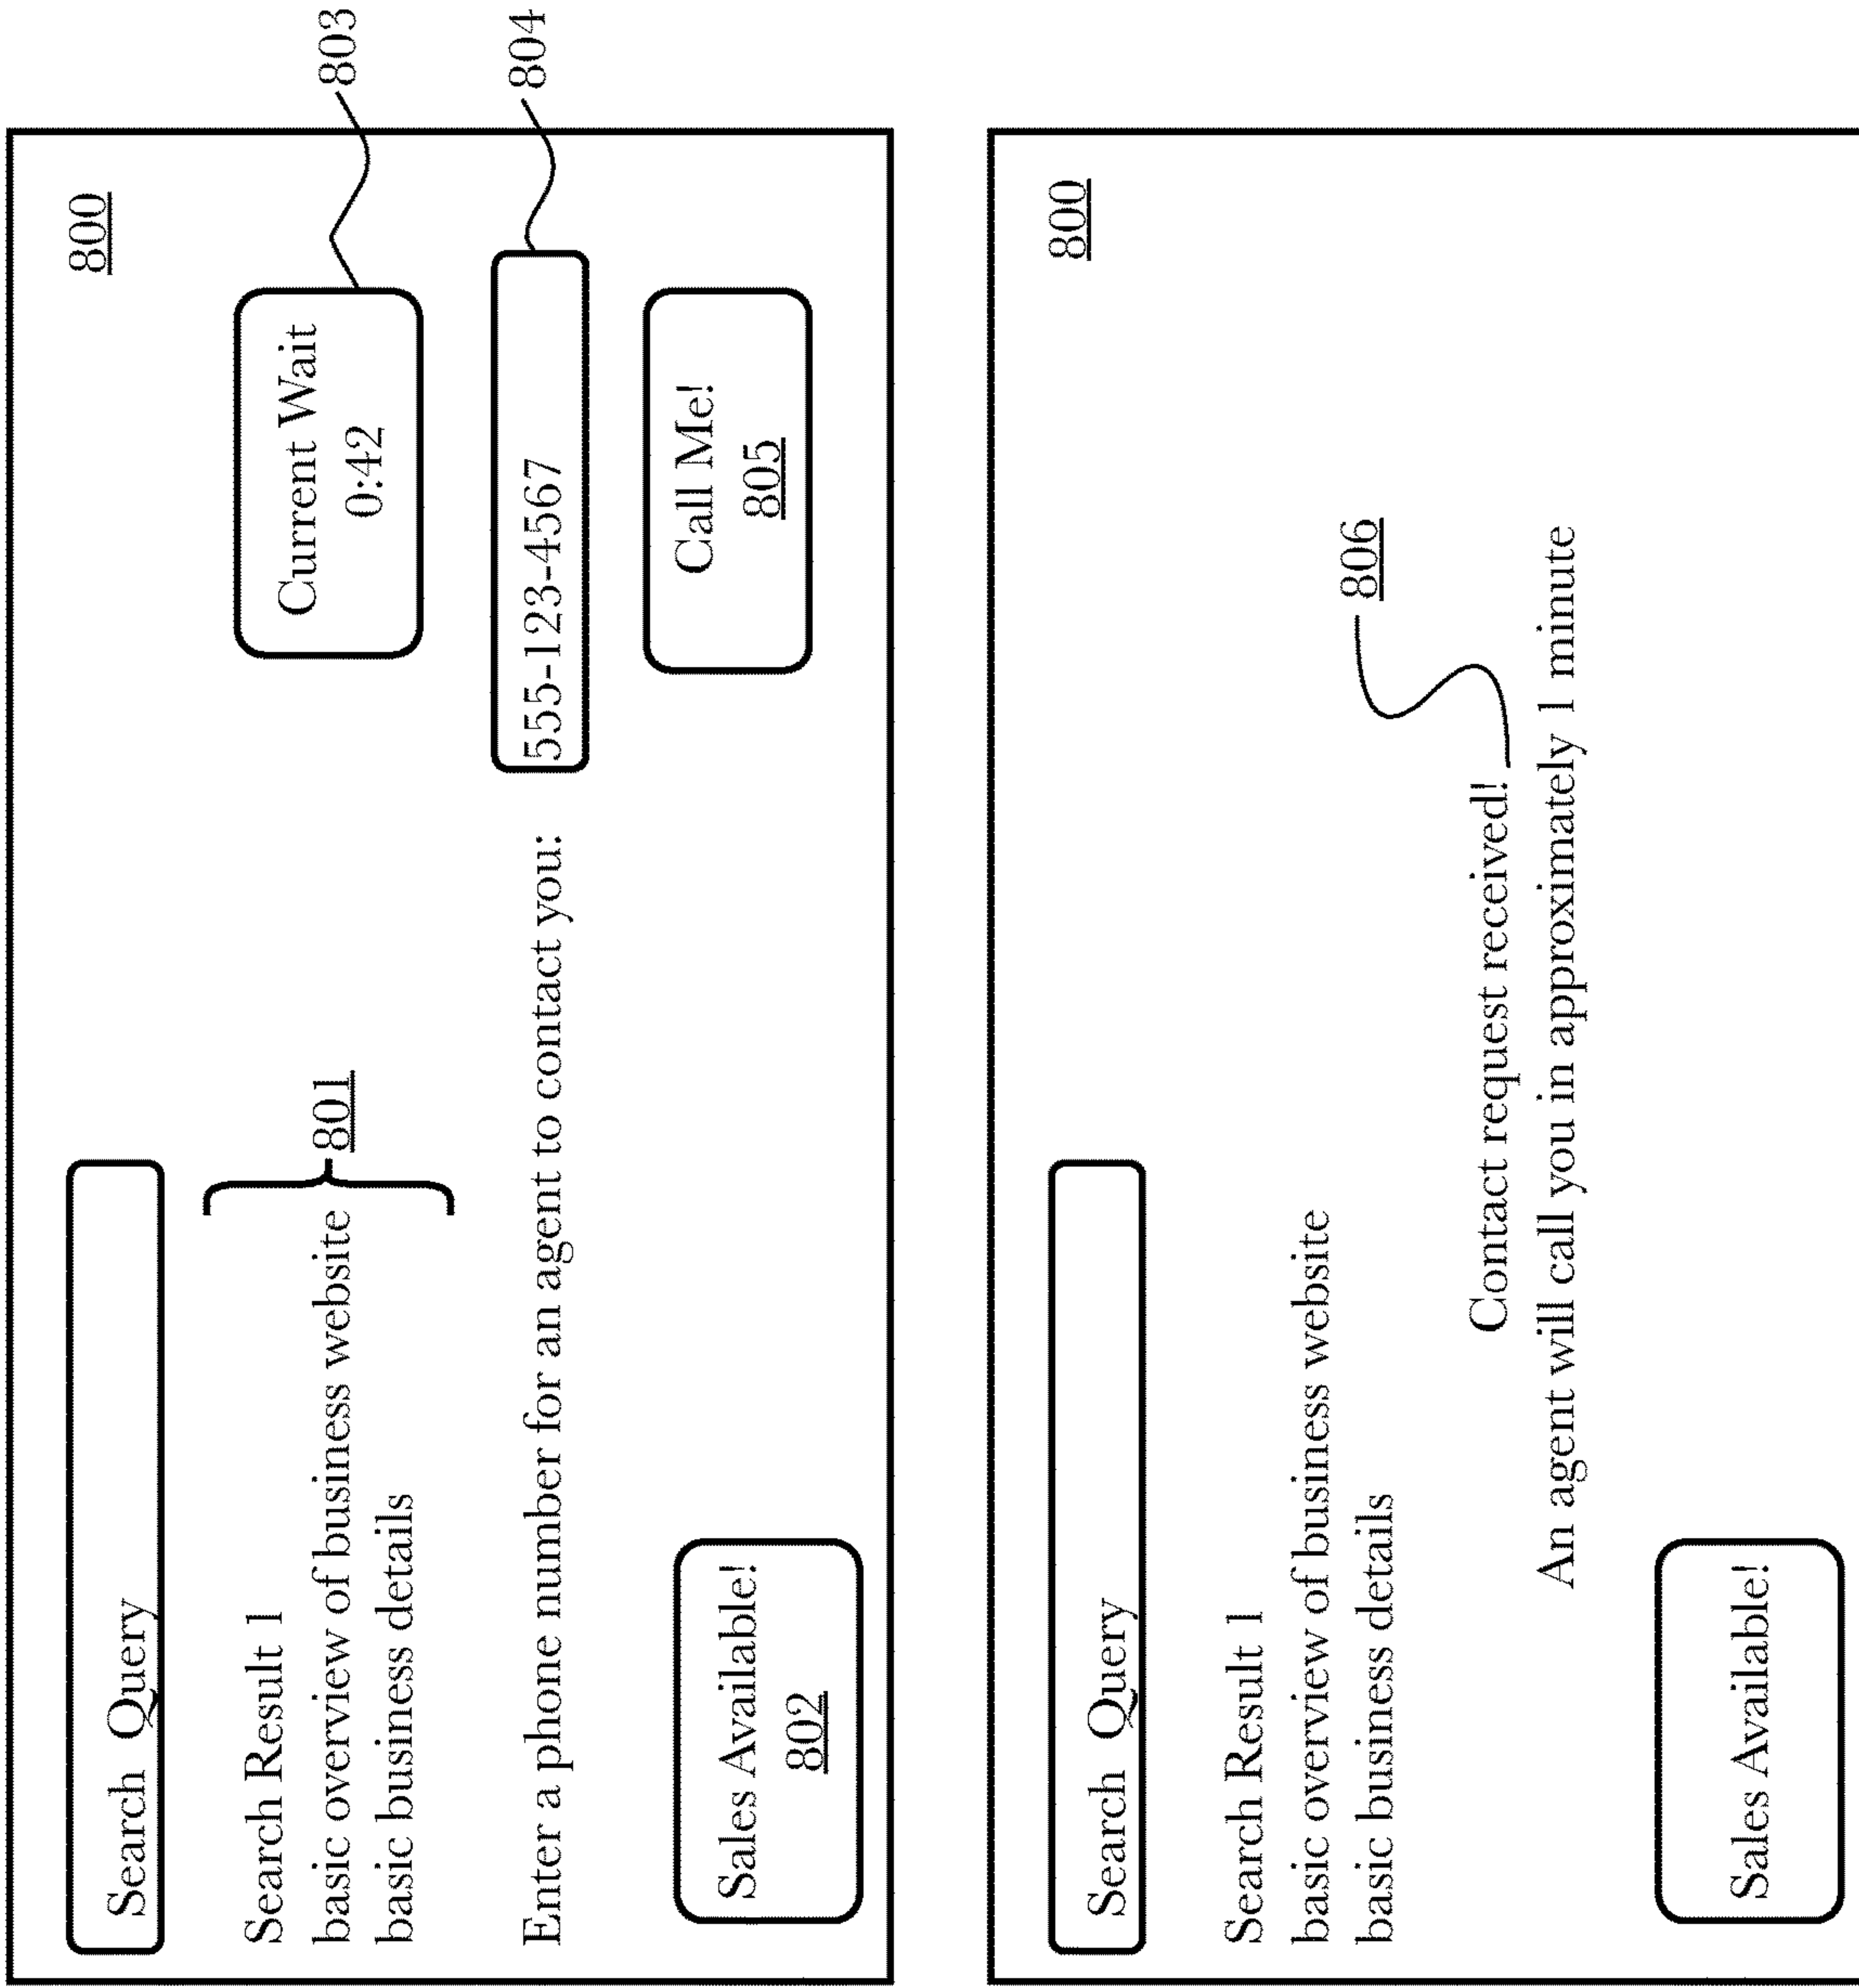 800
Search Query
Search Result 1
basic overview of business website
basic business details
801
Current Wait
0:42
803
Enter a phone number for an agent to contact you:
555-123-4567
804
Sales Available!
802
Call Me!
805
800
Search Query
Search Result 1
basic overview of business website
basic business details
806
Contact request received!
An agent will call you in approximately 1 minute
Sales Available!